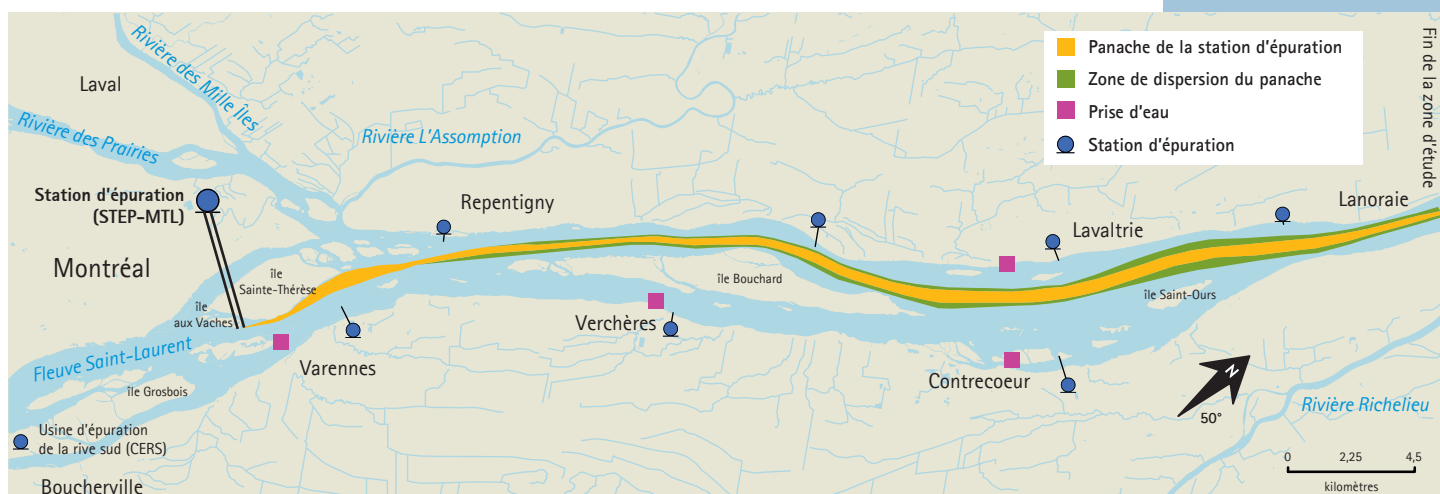 Panache de la station d'épuration
Zone de dispersion du panache
Prise d'eau
Station d'épuration
Fin de la zone d'étude
Rivière des Mille Îles
Laval
Rivière des Prairies
Rivière L'Assomption
Station d'épuration
(STEP-MTL)
Repentigny
Lavaltrie
Lanoraie
Montréal
île
Sainte-Thérèse
île
aux Vaches
île Bouchard
île Saint-Ours
Verchères
Fleuve Saint-Laurent
Varennes
Contrecoeur
île Grosbois
N
50°
Rivière Richelieu
Usine d'épuration
de la rive sud (CERS)
Boucherville
0 2,25 4,5
kilomètres